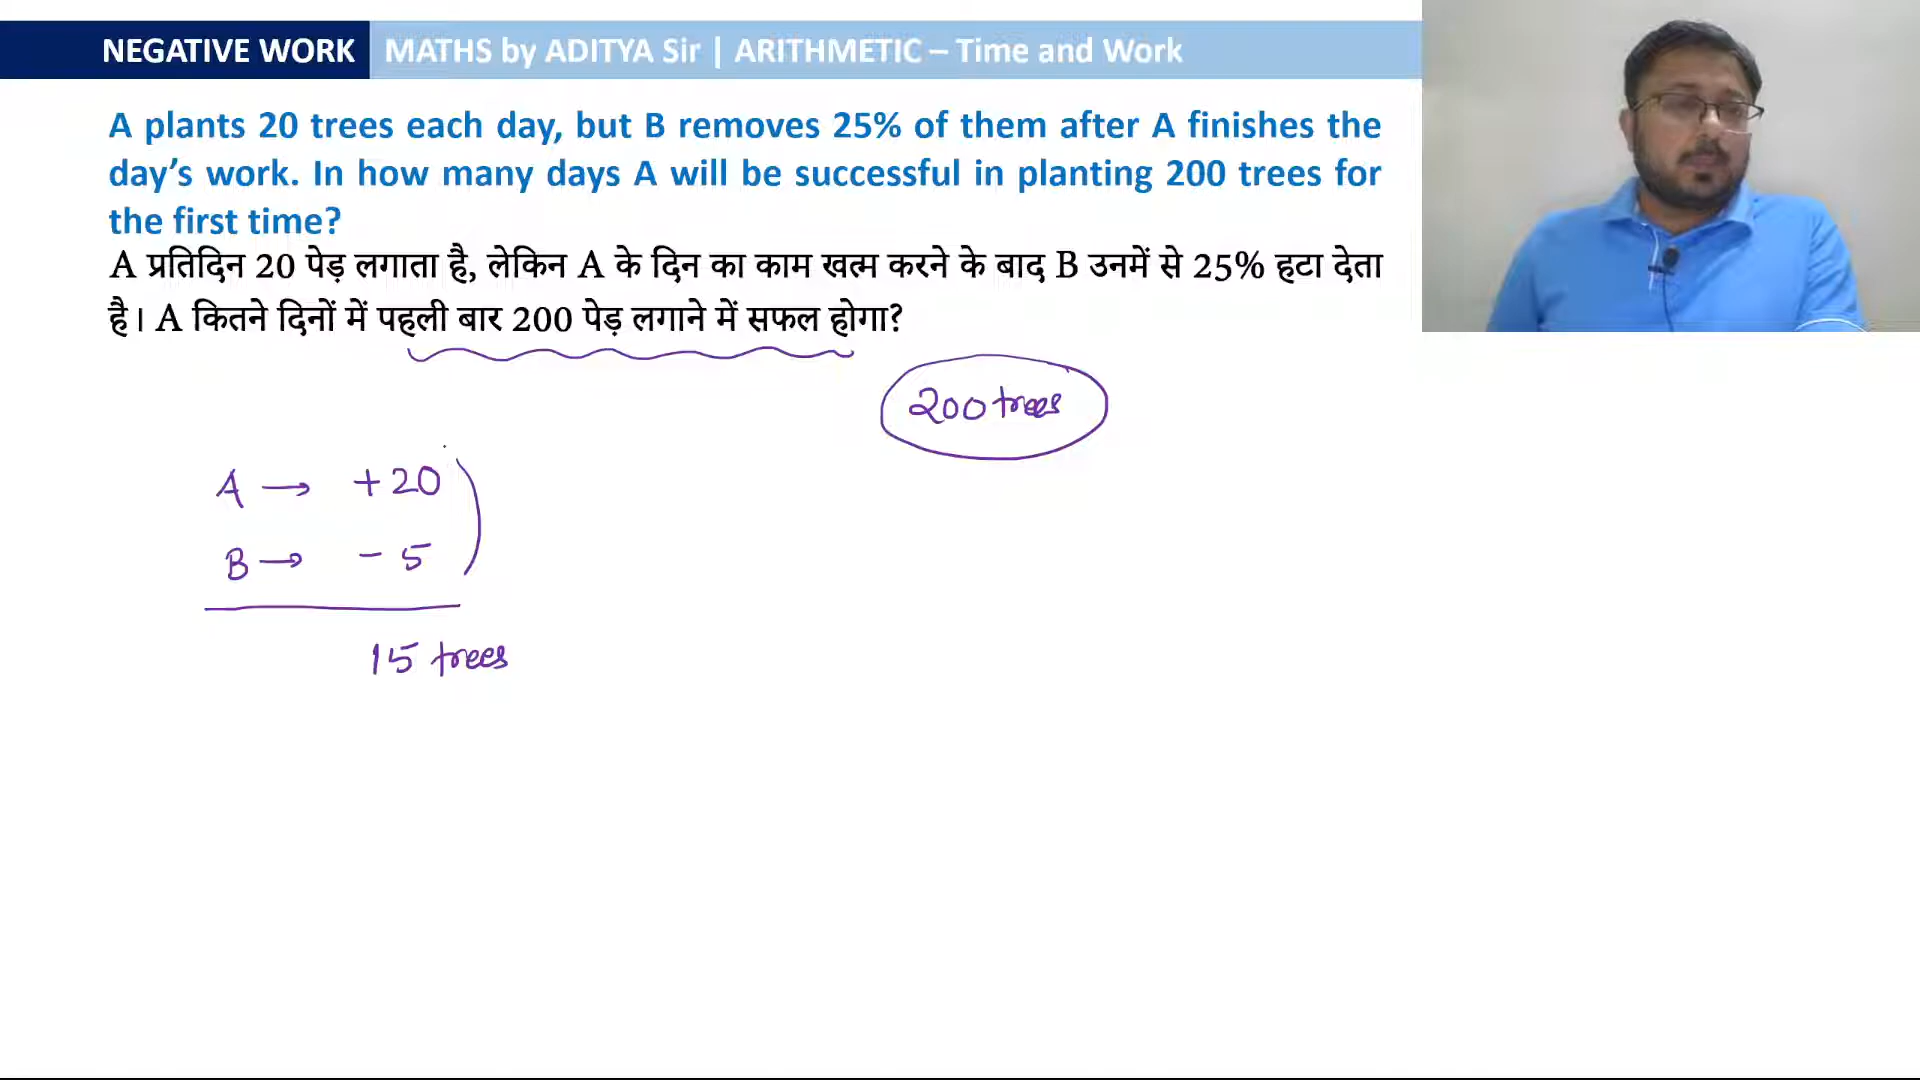 NEGATIVE WORK MATHS by ADITYA Sir | ARITHMETIC – Time and Work
A plants 20 trees each day, but B removes 25% of them after A finishes the
day’s work. In how many days A will be successful in planting 200 trees for
the first time?
A प्रतिदिन 20 पेड़ लगाता है, लेकिन A के दिन का काम खत्म करने के बाद B उनमें से 25% हटा देता
है। A कितने दिनों में पहली बार 200 पेड़ लगाने में सफल होगा?
200 trees
A → +20
B → - 5
15 trees